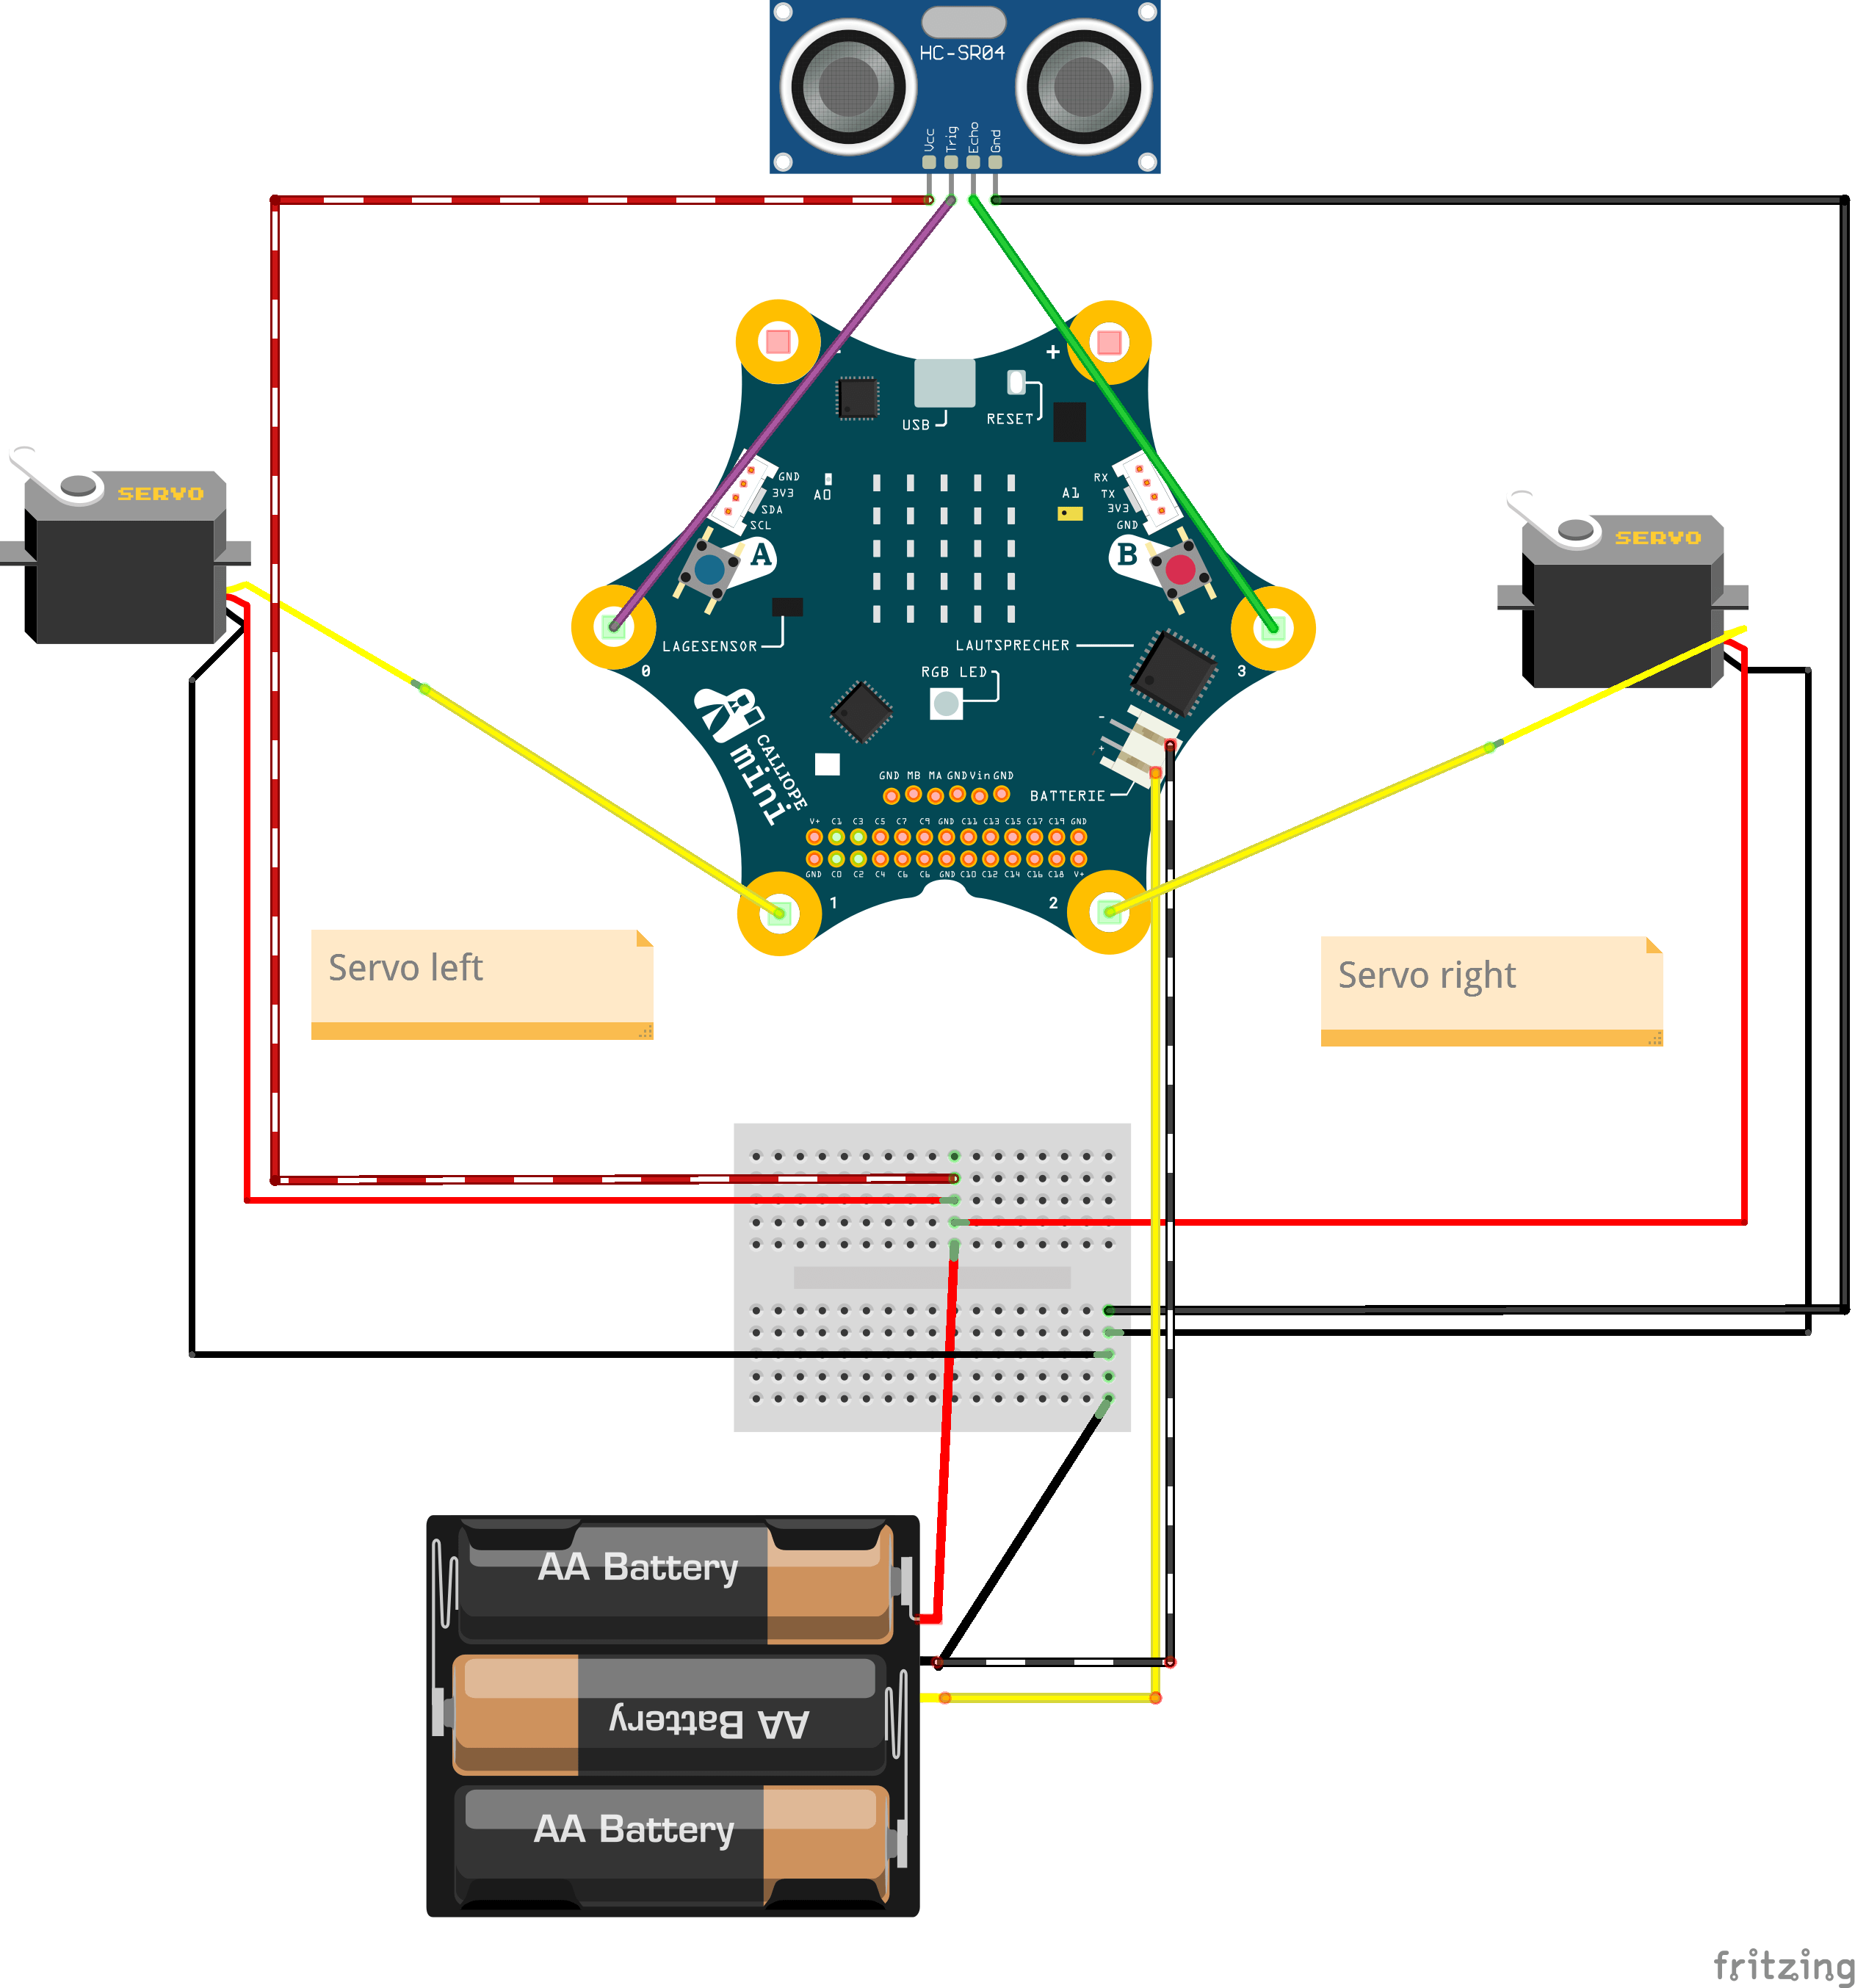 HC-SR04
Vcc
Trig
Echo
Gnd
-
+
USB
RESET
GND
3V3
SDA
SCL
A0
A1
RX
TX
3V3
GND
SERVO
SERVO
A
B
LAGESENSOR
LAUTSPRECHER
0
3
RGB LED
CALLIOPE
mini
-
+
GND MB MA GND Vin GND
BATTERIE
V+ C1 C3 C5 C7 C9 GND C11 C13 C15 C17 C19 GND
GND C0 C2 C4 C6 C6 GND C10 C12 C14 C16 C18 V+
1
2
Servo left
Servo right
AA Battery
AA Battery
AA Battery
fritzing